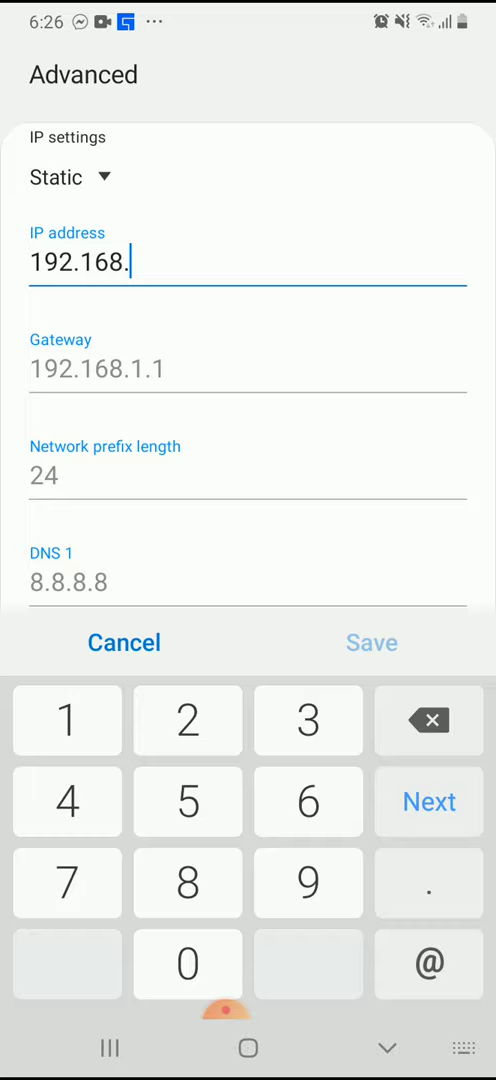 6:26
Advanced
IP settings
Static
IP address
192.168.
Gateway
192.168.1.1
Network prefix length
24
DNS 1
8.8.8.8
Cancel Save
1 2 3
4 5 6 Next
7 8 9 .
0 @